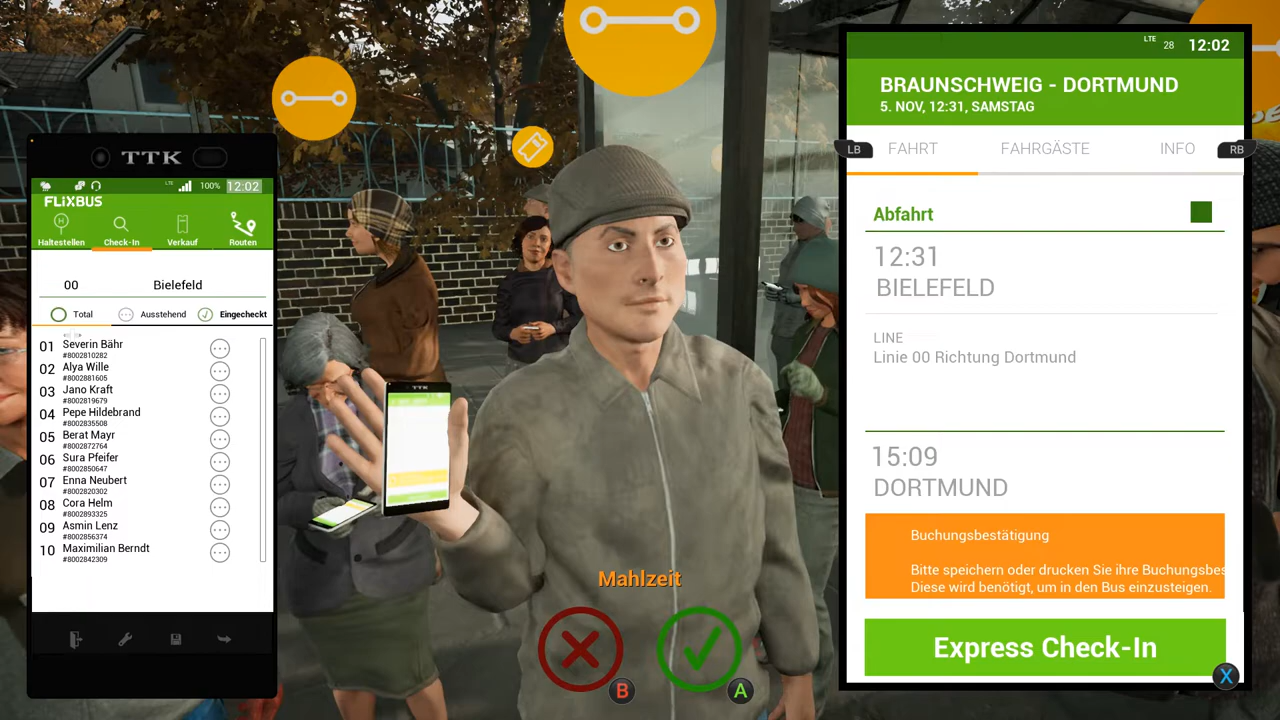 TTK
LTE 100% 12:02
FLiXBUS
Haltestellen Check-In Verkauf Routen
00 Bielefeld
Total Ausstehend Eingecheckt
01 Severin Bähr
#8002810282
02 Alya Wille
#8002881605
03 Jano Kraft
#8002819679
04 Pepe Hildebrand
#8002835508
05 Berat Mayr
#8002872764
06 Sura Pfeifer
#8002850647
07 Enna Neubert
#8002820302
08 Cora Helm
#8002893325
09 Asmin Lenz
#8002856374
10 Maximilian Berndt
#8002842309
TTK
Mahlzeit
B A
LTE 28 12:02
BRAUNSCHWEIG - DORTMUND
5. NOV, 12:31, SAMSTAG
LB FAHRT FAHRGÄSTE INFO RB
Abfahrt
12:31
BIELEFELD
LINE
Linie 00 Richtung Dortmund
15:09
DORTMUND
Buchungsbestätigung
Bitte speichern oder drucken Sie ihre Buchungsbes
Diese wird benötigt, um in den Bus einzusteigen.
Express Check-In
X